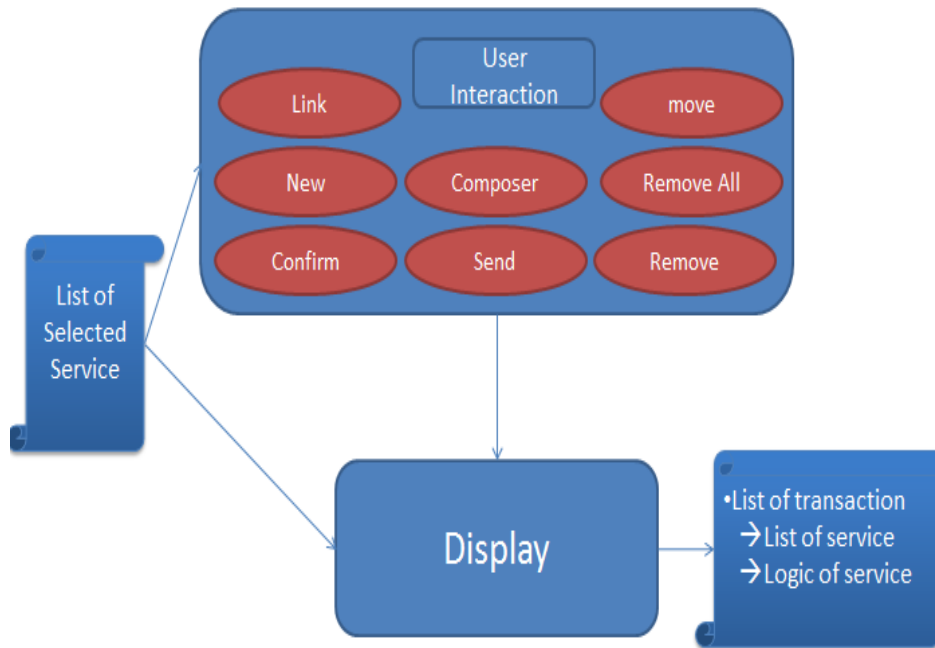 User
Interaction
Link
move
New
Composer
Remove All
Confirm
Send
Remove
List of
Selected
Service
Display
•List of transaction
→List of service
→Logic of service